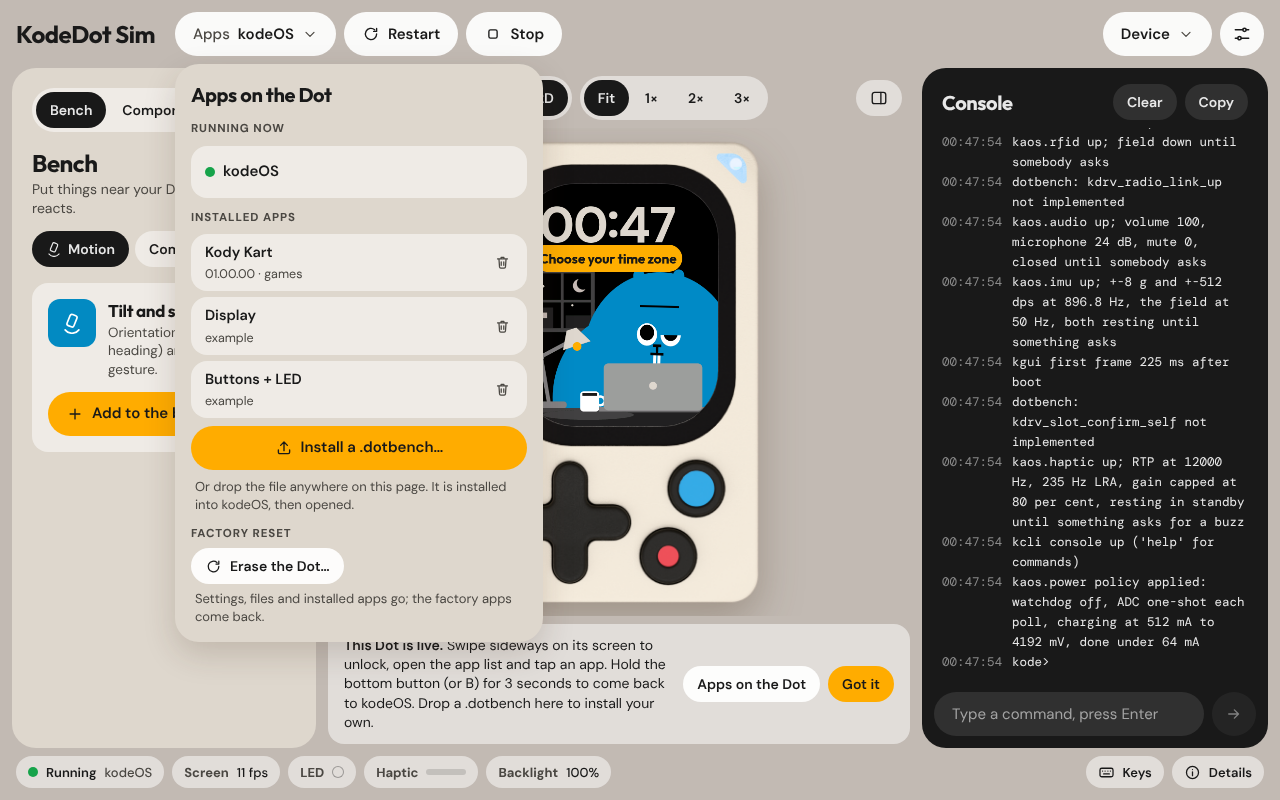 KodeDot Sim
Apps kodeOS
Restart
Stop
Device
Apps on the Dot
RUNNING NOW
kodeOS
INSTALLED APPS
Kody Kart
01.00.00 · games
Display
example
Buttons + LED
example
Install a .dotbench...
Or drop the file anywhere on this page. It is installed
into kodeOS, then opened.
FACTORY RESET
Erase the Dot...
Settings, files and installed apps go; the factory apps
come back.
Bench
Bench
Put things near your D
reacts.
Motion
Tilt and s
Orientation
heading) a
gesture.
Add to the
Fit
1×
2×
3×
00:47
Choose your time zone
This Dot is live. Swipe sideways on its screen to
unlock, open the app list and tap an app. Hold the
bottom button (or B) for 3 seconds to come back
to kodeOS. Drop a .dotbench here to install your
own.
Apps on the Dot
Got it
Console
Clear
Copy
00:47:54 kaos.rfid up; field down until
somebody asks
00:47:54 dotbench: kdrv_radio_link_up
not implemented
00:47:54 kaos.audio up; volume 100,
microphone 24 dB, mute 0,
closed until somebody asks
00:47:54 kaos.imu up; +-8 g and +-512
dps at 896.8 Hz, the field at
50 Hz, both resting until
something asks
00:47:54 kgui first frame 225 ms after
boot
00:47:54 dotbench:
kdrv_slot_confirm_self not
implemented
00:47:54 kaos.haptic up; RTP at 12000
Hz, 235 Hz LRA, gain capped at
80 per cent, resting in standby
until something asks for a buzz
00:47:54 kcli console up ('help' for
commands)
00:47:54 kaos.power policy applied:
watchdog off, ADC one-shot each
poll, charging at 512 mA to
4192 mV, done under 64 mA
00:47:54 kode>
Type a command, press Enter
Running kodeOS
Screen 11 fps
LED
Haptic
Backlight 100%
Keys
Details